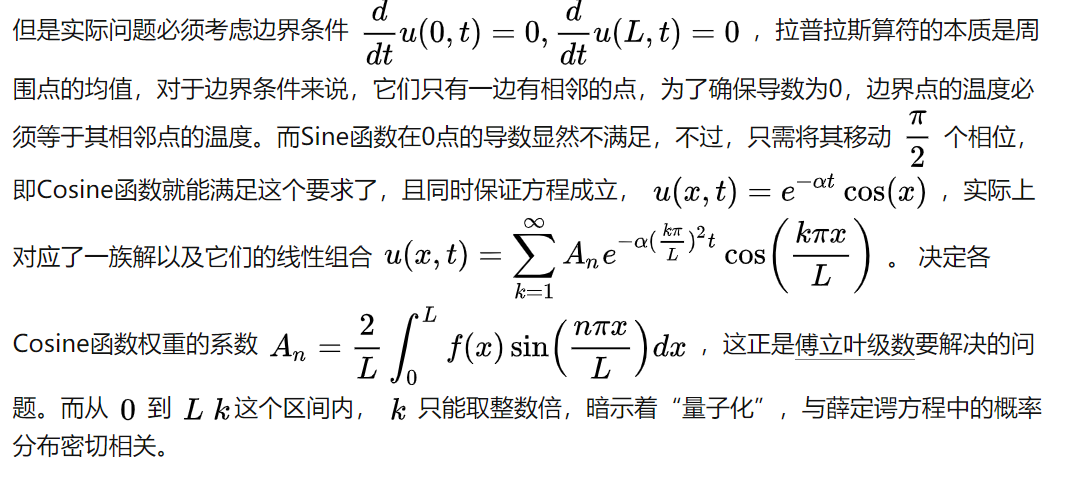 但是实际问题必须考虑边界条件 $\frac{d}{dt}u(0,t)=0,\frac{d}{dt}u(L,t)=0$ ，拉普拉斯算符的本质是周
围点的均值，对于边界条件来说，它们只有一边有相邻的点，为了确保导数为0，边界点的温度必
须等于其相邻点的温度。而Sine函数在0点的导数显然不满足，不过，只需将其移动 $\frac{\pi}{2}$ 个相位，
即Cosine函数就能满足这个要求了，且同时保证方程成立， $u(x,t)=e^{-\alpha t}\cos(x)$ ，实际上
对应了一族解以及它们的线性组合 $u(x,t)=\sum_{k=1}^{\infty}A_n e^{-\alpha(\frac{k\pi}{L})^2 t}\cos\left(\frac{k\pi x}{L}\right)$ 。 决定各
Cosine函数权重的系数 $A_n=\frac{2}{L}\int_0^L f(x)\sin\left(\frac{n\pi x}{L}\right)dx$ ，这正是傅立叶级数要解决的问
题。而从 $0$ 到 $L$ $k$这个区间内， $k$ 只能取整数倍，暗示着“量子化”，与薛定谔方程中的概率
分布密切相关。